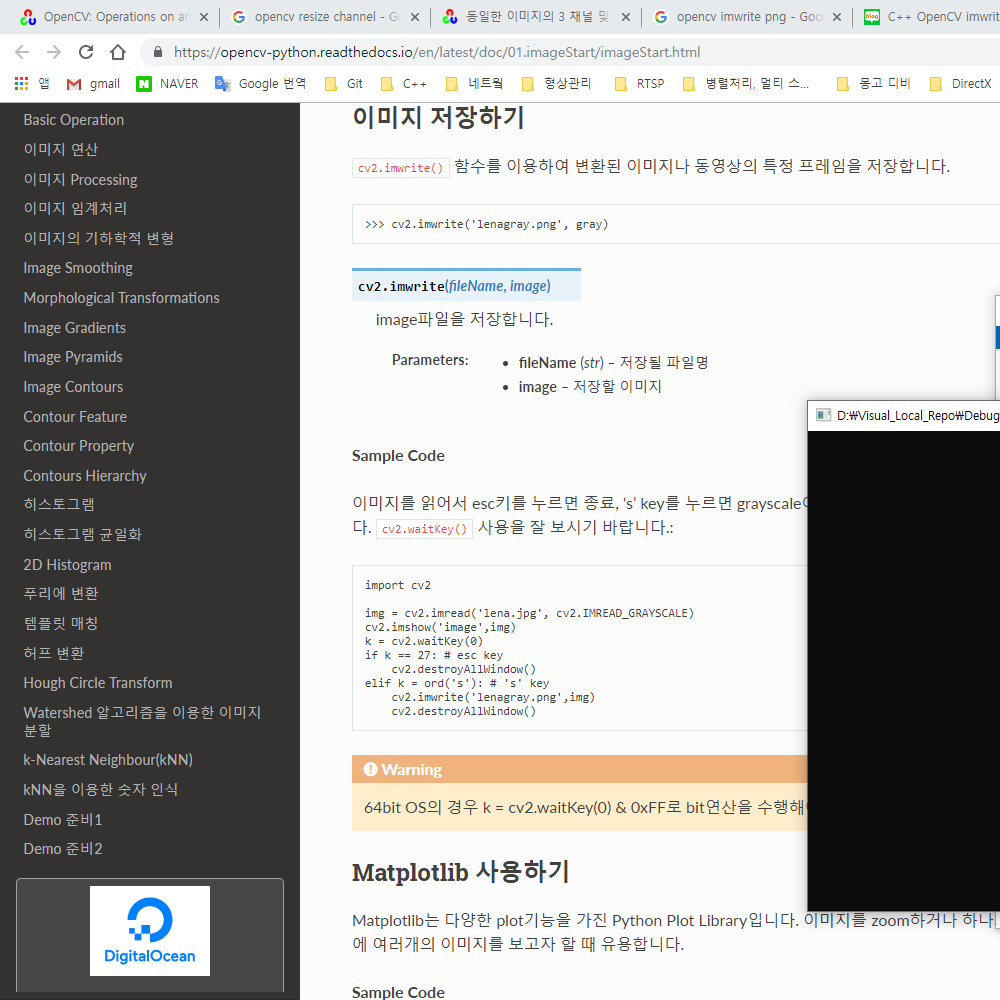 OpenCV: Operations on ar
opencv resize channel - Go
동일한 이미지의 3 채널 및
opencv imwrite png - Goo
C++ OpenCV imwrit
https://opencv-python.readthedocs.io/en/latest/doc/01.imageStart/imageStart.html
앱 gmail NAVER Google 번역 Git C++ 네트웍 형상관리 RTSP 병렬처리, 멀티 스... 몽고 디비 DirectX
Basic Operation
이미지 연산
이미지 Processing
이미지 임계처리
이미지의 기하학적 변형
Image Smoothing
Morphological Transformations
Image Gradients
Image Pyramids
Image Contours
Contour Feature
Contour Property
Contours Hierarchy
히스토그램
히스토그램 균일화
2D Histogram
푸리에 변환
템플릿 매칭
허프 변환
Hough Circle Transform
Watershed 알고리즘을 이용한 이미지
분할
k-Nearest Neighbour(kNN)
kNN을 이용한 숫자 인식
Demo 준비1
Demo 준비2
DigitalOcean
이미지 저장하기
cv2.imwrite() 함수를 이용하여 변환된 이미지나 동영상의 특정 프레임을 저장합니다.
>>> cv2.imwrite('lenagray.png', gray)
cv2.imwrite(fileName, image)
image파일을 저장합니다.
Parameters:
• fileName (str) – 저장될 파일명
• image – 저장할 이미지
Sample Code
이미지를 읽어서 esc키를 누르면 종료, ‘s’ key를 누르면 grayscale
다. cv2.waitKey() 사용을 잘 보시기 바랍니다.:
import cv2
img = cv2.imread('lena.jpg', cv2.IMREAD_GRAYSCALE)
cv2.imshow('image',img)
k = cv2.waitKey(0)
if k == 27: # esc key
    cv2.destroyAllWindow()
elif k = ord('s'): # 's' key
    cv2.imwrite('lenagray.png',img)
    cv2.destroyAllWindow()
Warning
64bit OS의 경우 k = cv2.waitKey(0) & 0xFF로 bit연산을 수행해
Matplotlib 사용하기
Matplotlib는 다양한 plot기능을 가진 Python Plot Library입니다. 이미지를 zoom하거나 하나
에 여러개의 이미지를 보고자 할 때 유용합니다.
Sample Code
D:₩Visual_Local_Repo₩Debug